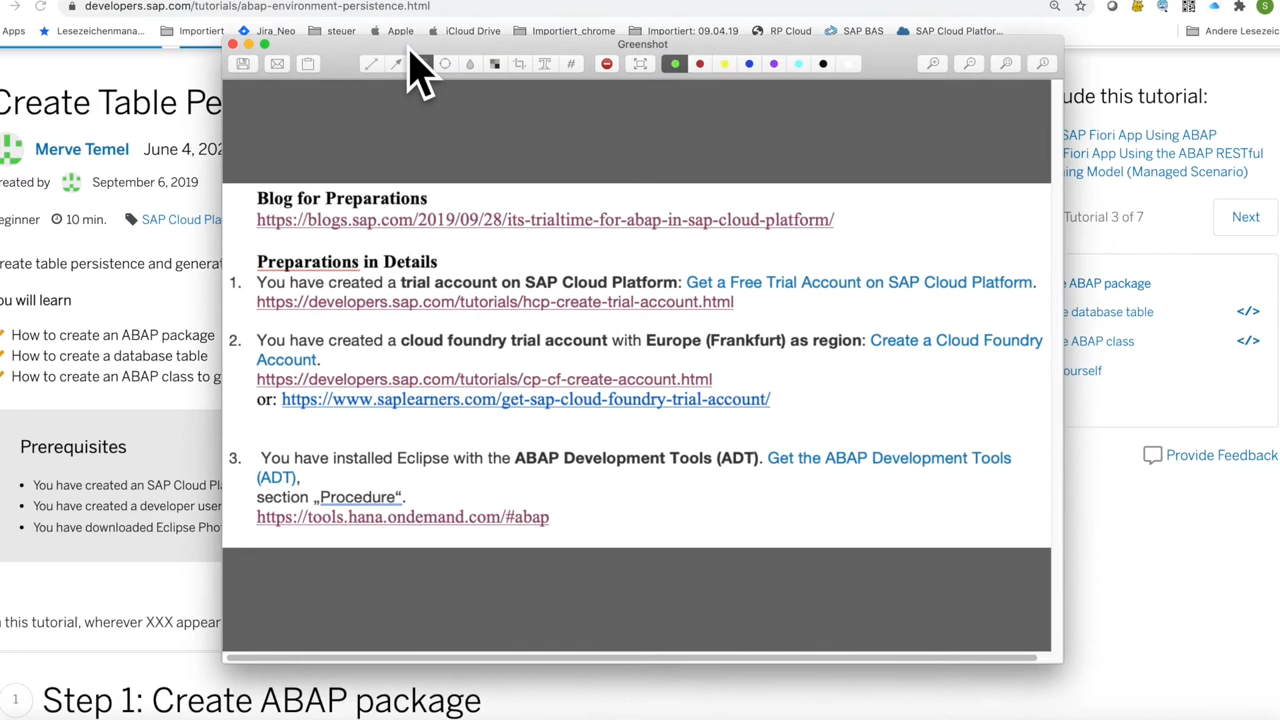 developers.sap.com/tutorials/abap-environment-persistence.html
Apps Lesezeichenmana... Importiert Jira_Neo steuer Apple iCloud Drive Importiert_chrome Importiert: 09.04.19 RP Cloud SAP BAS SAP Cloud Platfor... Andere Lesezei
Greenshot
Create Table Pe
Merve Temel June 4, 202
reated by September 6, 2019
eginner 10 min. SAP Cloud Pla
reate table persistence and genera
ou will learn
How to create an ABAP package
How to create a database table
How to create an ABAP class to g
Prerequisites
• You have created an SAP Cloud Pl
• You have created a developer user
• You have downloaded Eclipse Pho
Blog for Preparations
https://blogs.sap.com/2019/09/28/its-trialtime-for-abap-in-sap-cloud-platform/
Preparations in Details
1. You have created a trial account on SAP Cloud Platform: Get a Free Trial Account on SAP Cloud Platform.
https://developers.sap.com/tutorials/hcp-create-trial-account.html
2. You have created a cloud foundry trial account with Europe (Frankfurt) as region: Create a Cloud Foundry
Account.
https://developers.sap.com/tutorials/cp-cf-create-account.html
or: https://www.saplearners.com/get-sap-cloud-foundry-trial-account/
3. You have installed Eclipse with the ABAP Development Tools (ADT). Get the ABAP Development Tools
(ADT),
section „Procedure“.
https://tools.hana.ondemand.com/#abap
ude this tutorial:
SAP Fiori App Using ABAP
Fiori App Using the ABAP RESTful
ing Model (Managed Scenario)
Tutorial 3 of 7
Next
e ABAP package
e database table </>
e ABAP class </>
ourself
Provide Feedback
n this tutorial, wherever XXX appear
1 Step 1: Create ABAP package